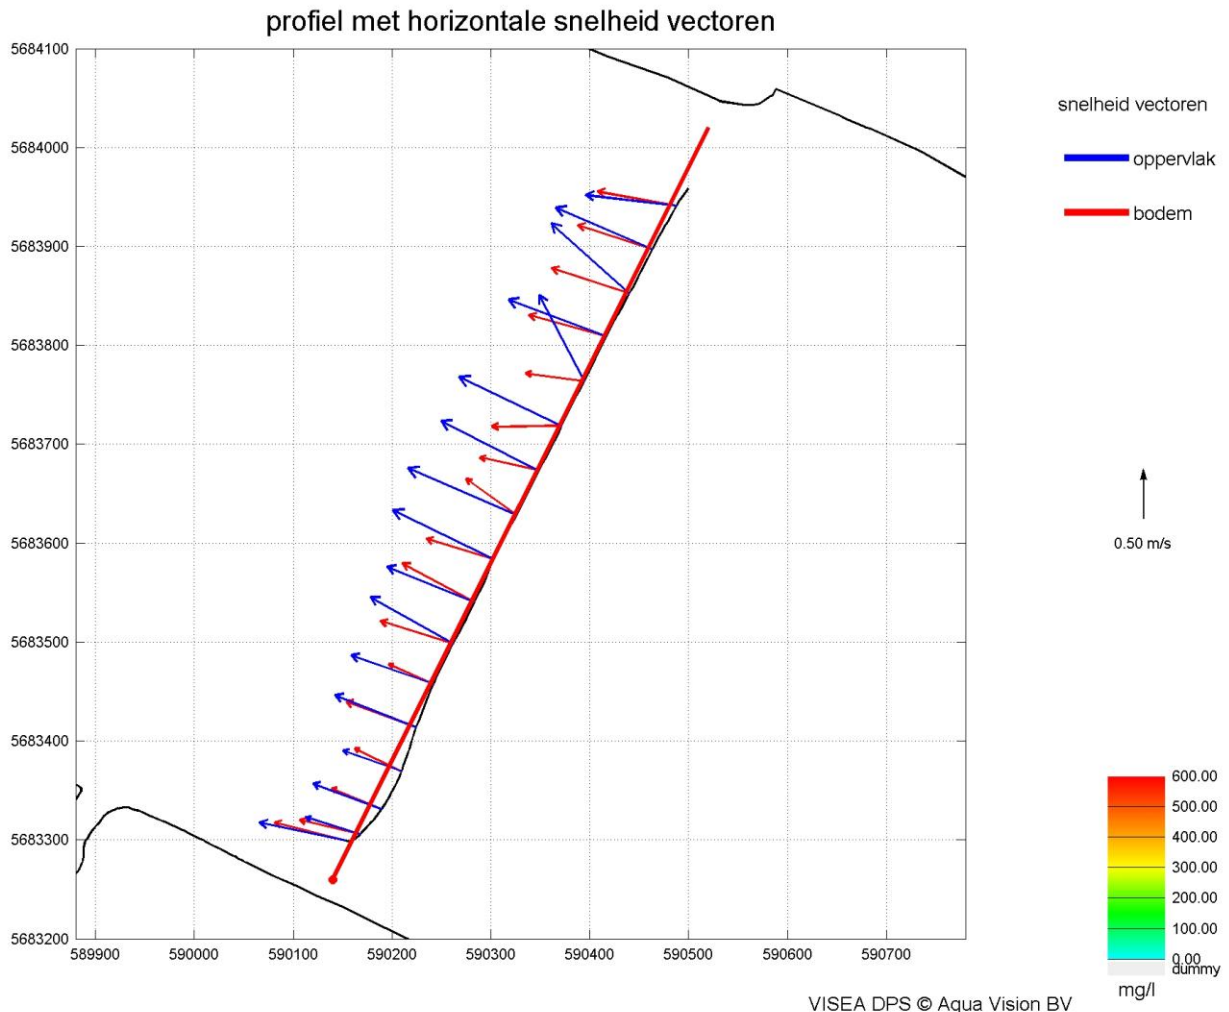 profiel met horizontale snelheid vectoren
5684100
5684000
5683900
5683800
5683700
5683600
5683500
5683400
5683300
5683200
589900 590000 590100 590200 590300 590400 590500 590600 590700
snelheid vectoren
oppervlak
bodem
0.50 m/s
600.00
500.00
400.00
300.00
200.00
100.00
0.00
dummy
mg/l
VISEA DPS © Aqua Vision BV